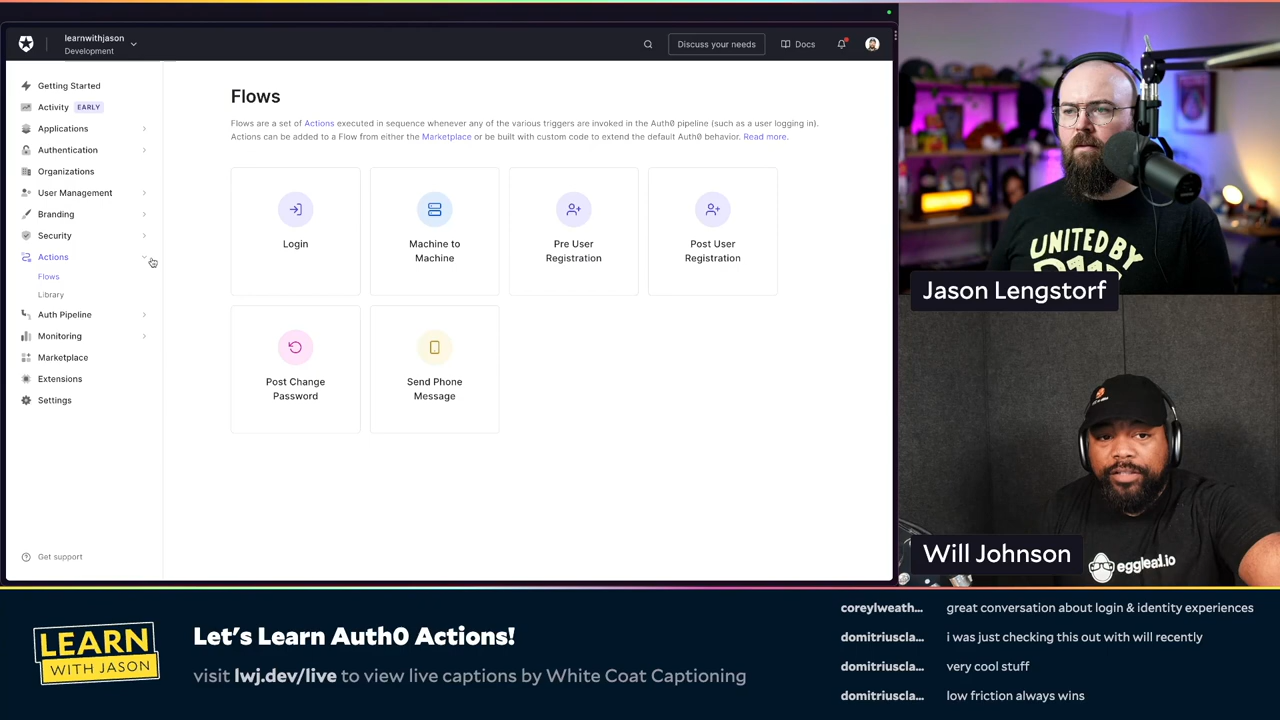 learnwithjason
Development
Discuss your needs
Docs
Getting Started
Activity EARLY
Applications
Authentication
Organizations
User Management
Branding
Security
Actions
Flows
Library
Auth Pipeline
Monitoring
Marketplace
Extensions
Settings
Get support
Flows
Flows are a set of Actions executed in sequence whenever any of the various triggers are invoked in the Auth0 pipeline (such as a user logging in).
Actions can be added to a Flow from either the Marketplace or be built with custom code to extend the default Auth0 behavior. Read more.
Login
Machine to
Machine
Pre User
Registration
Post User
Registration
Post Change
Password
Send Phone
Message
UNITED BY
Jason Lengstorf
egghead.io
Will Johnson
LEARN
WITH JASON
Let's Learn Auth0 Actions!
visit lwj.dev/live to view live captions by White Coat Captioning
coreylweath... great conversation about login & identity experiences
domitriuscla... i was just checking this out with will recently
domitriuscla... very cool stuff
domitriuscla... low friction always wins